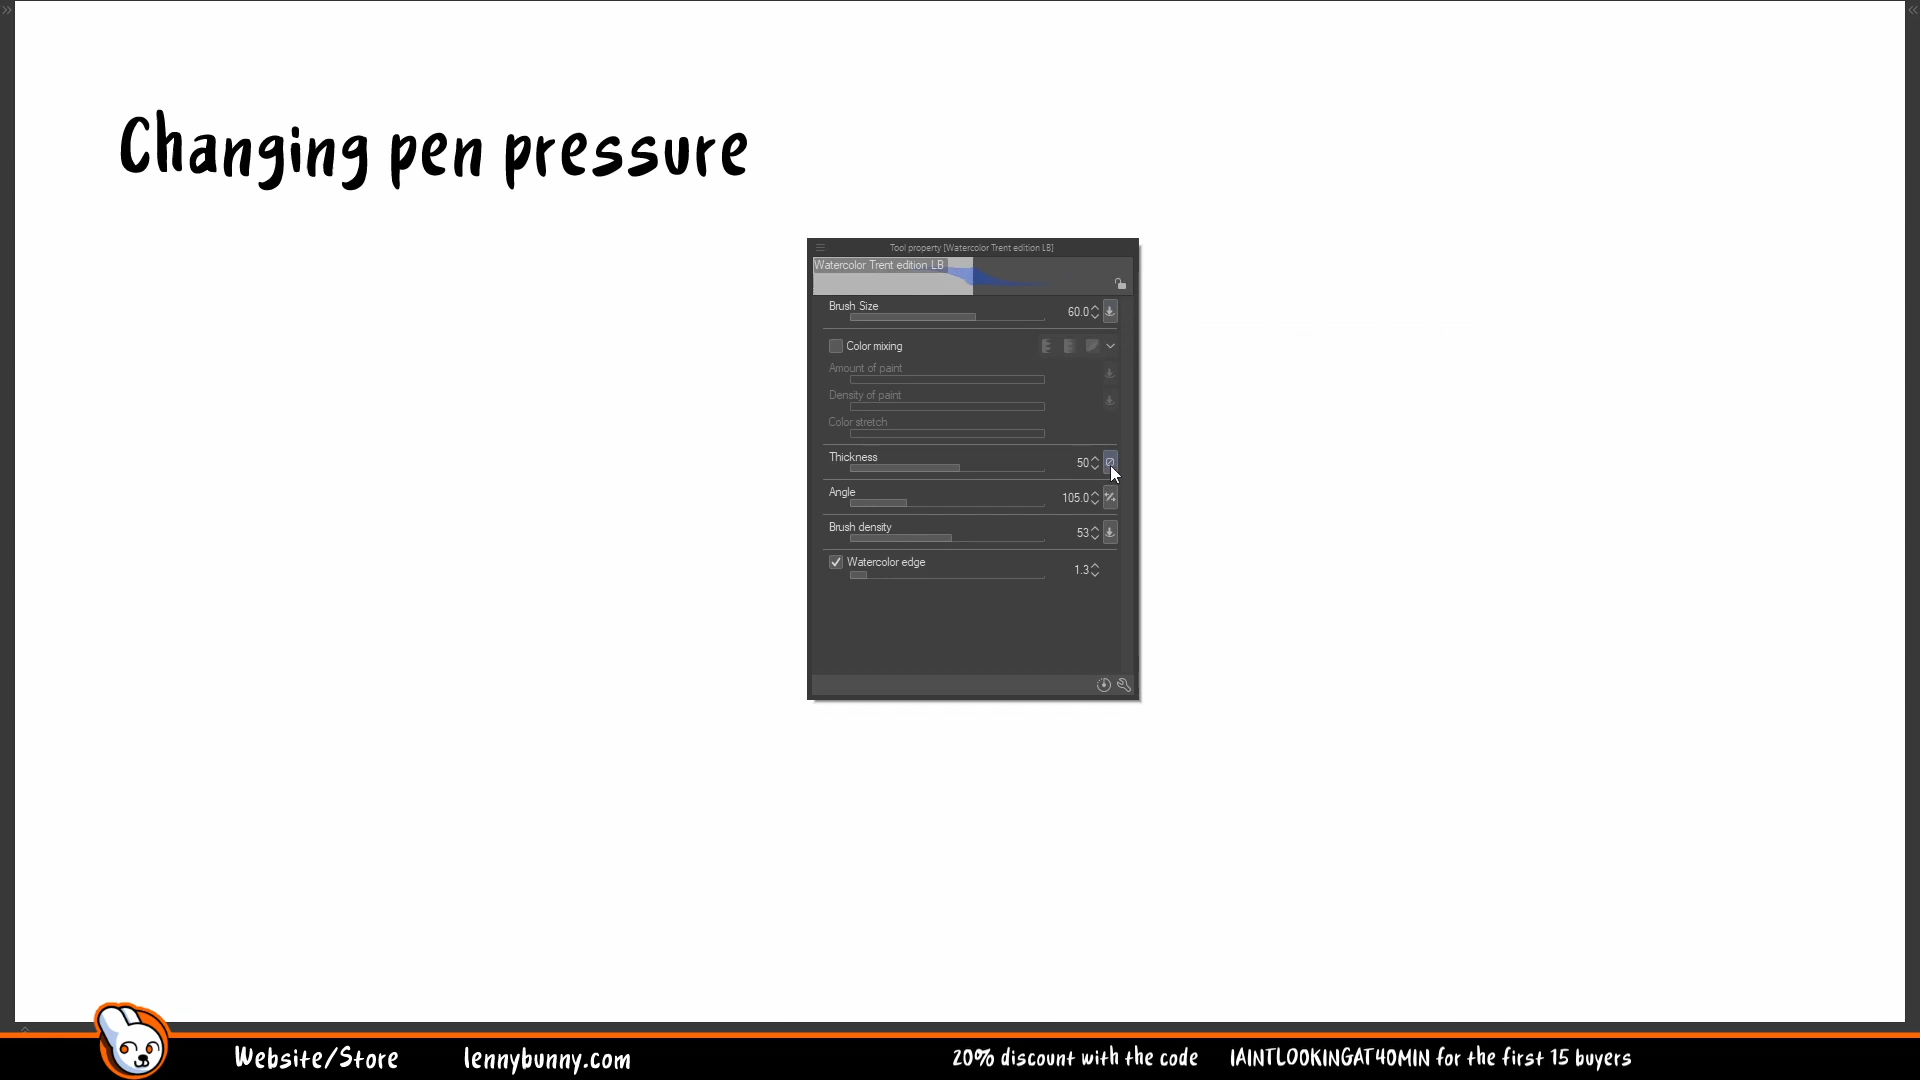 Changing pen pressure
Tool property [Watercolor Trent edition LB]
Watercolor Trent edition LB
Brush Size 60.0
Color mixing
Amount of paint
Density of paint
Color stretch
Thickness 50
Angle 105.0
Brush density 53
Watercolor edge 1.3
Website/Store lennybunny.com 20% discount with the code IAINTLOOKINGAT40MIN for the first 15 buyers